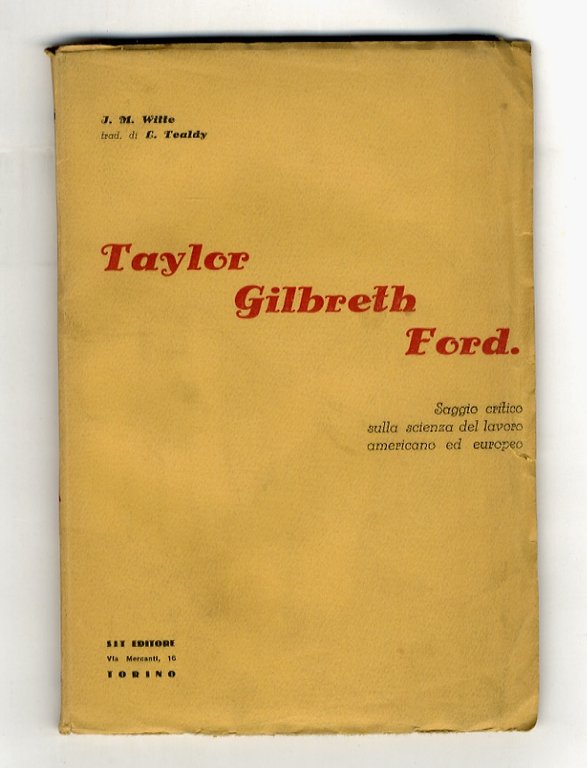 J. M. Witte
trad. di C. Tealdy
Taylor
Gilbreth
Ford.
Saggio critico
sulla scienza del lavoro
americano ed europeo
SIT EDITORE
Via Mercanti, 16
TORINO